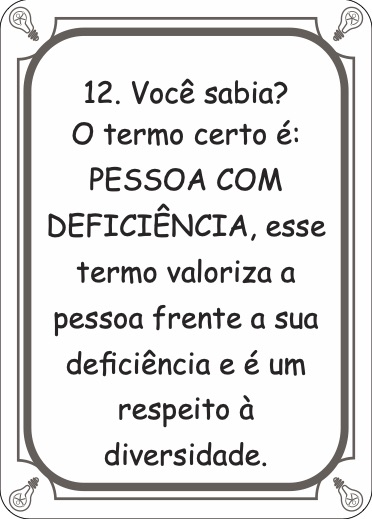 12. Você sabia?
O termo certo é:
PESSOA COM
DEFICIÊNCIA, esse
termo valoriza a
pessoa frente a sua
deficiência e é um
respeito à
diversidade.